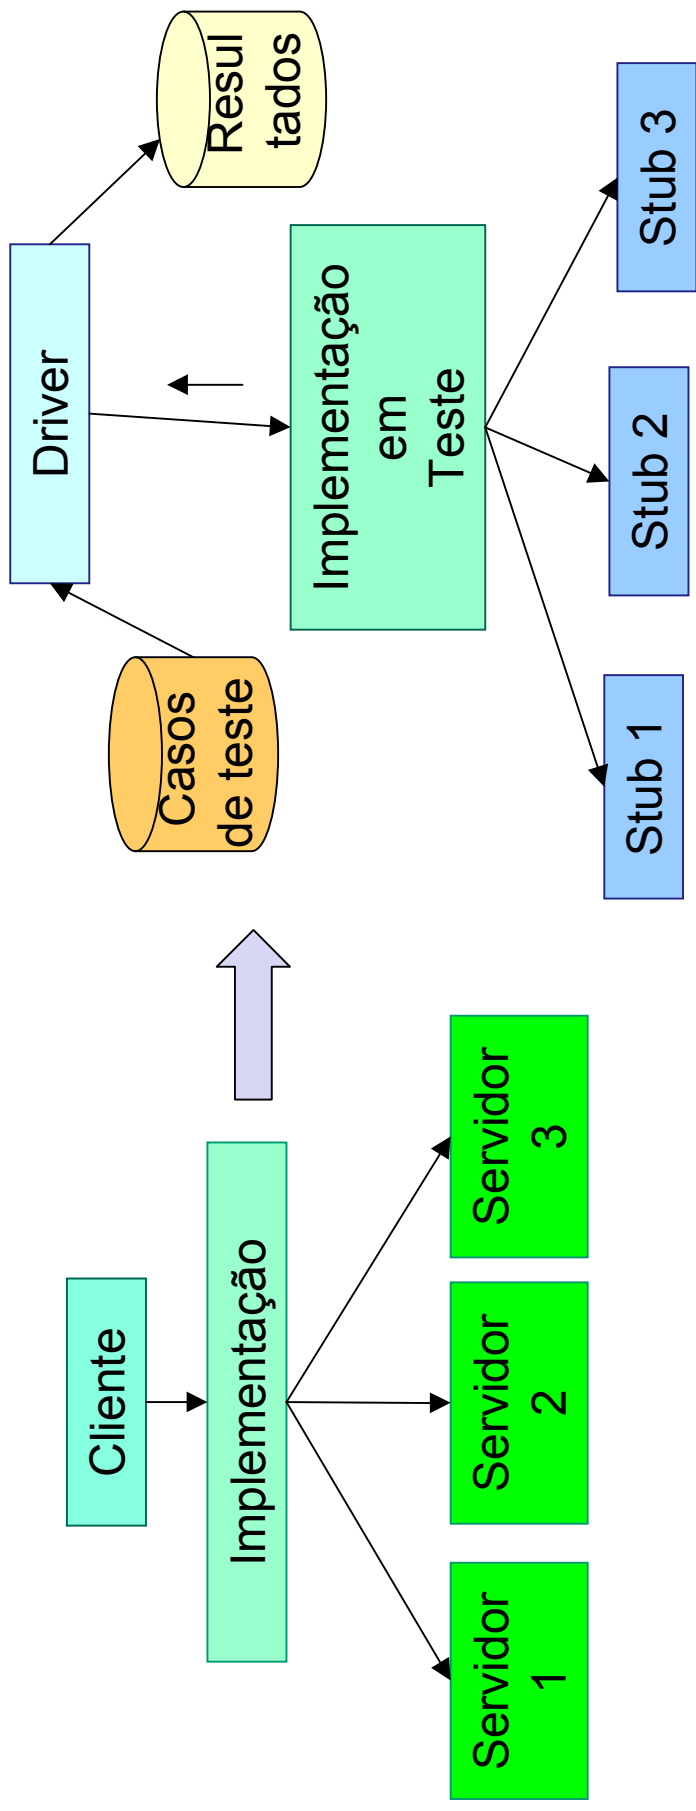 Cliente
Implementação
Servidor
1
Servidor
2
Servidor
3
Driver
Casos
de teste
Resul
tados
Implementação
em
Teste
Stub 1
Stub 2
Stub 3